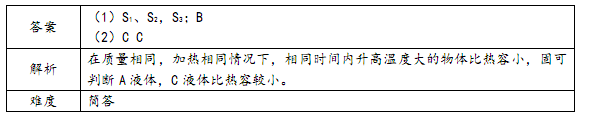 答案
(1) S₁、S₂，S₃；B
(2) C C
解析
在质量相同，加热相同情况下，相同时间内升高温度大的物体比热容小，固可
判断 A 液体，C 液体比热容较小。
难度
简答